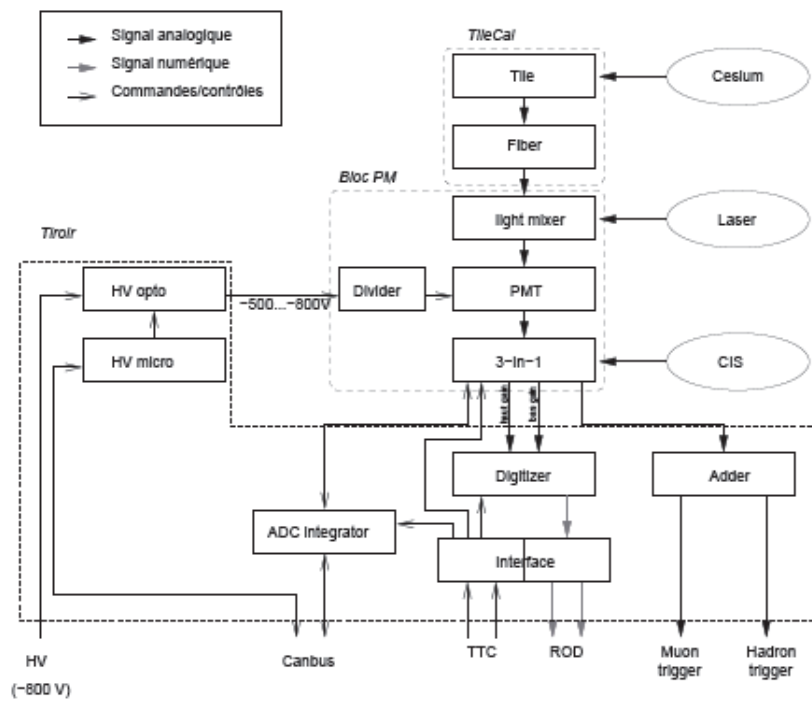 Signal analogique
Signal numérique
Commandes/contrôles
TileCal
Tile
Cesium
Fiber
Bloc PM
light mixer
Laser
Tiroir
HV opto
−500...−800V
Divider
PMT
HV micro
3−in−1
CIS
haut gain
bas gain
Digitizer
Adder
ADC integrator
Interface
HV
(−800 V)
Canbus
TTC
ROD
Muon
trigger
Hadron
trigger